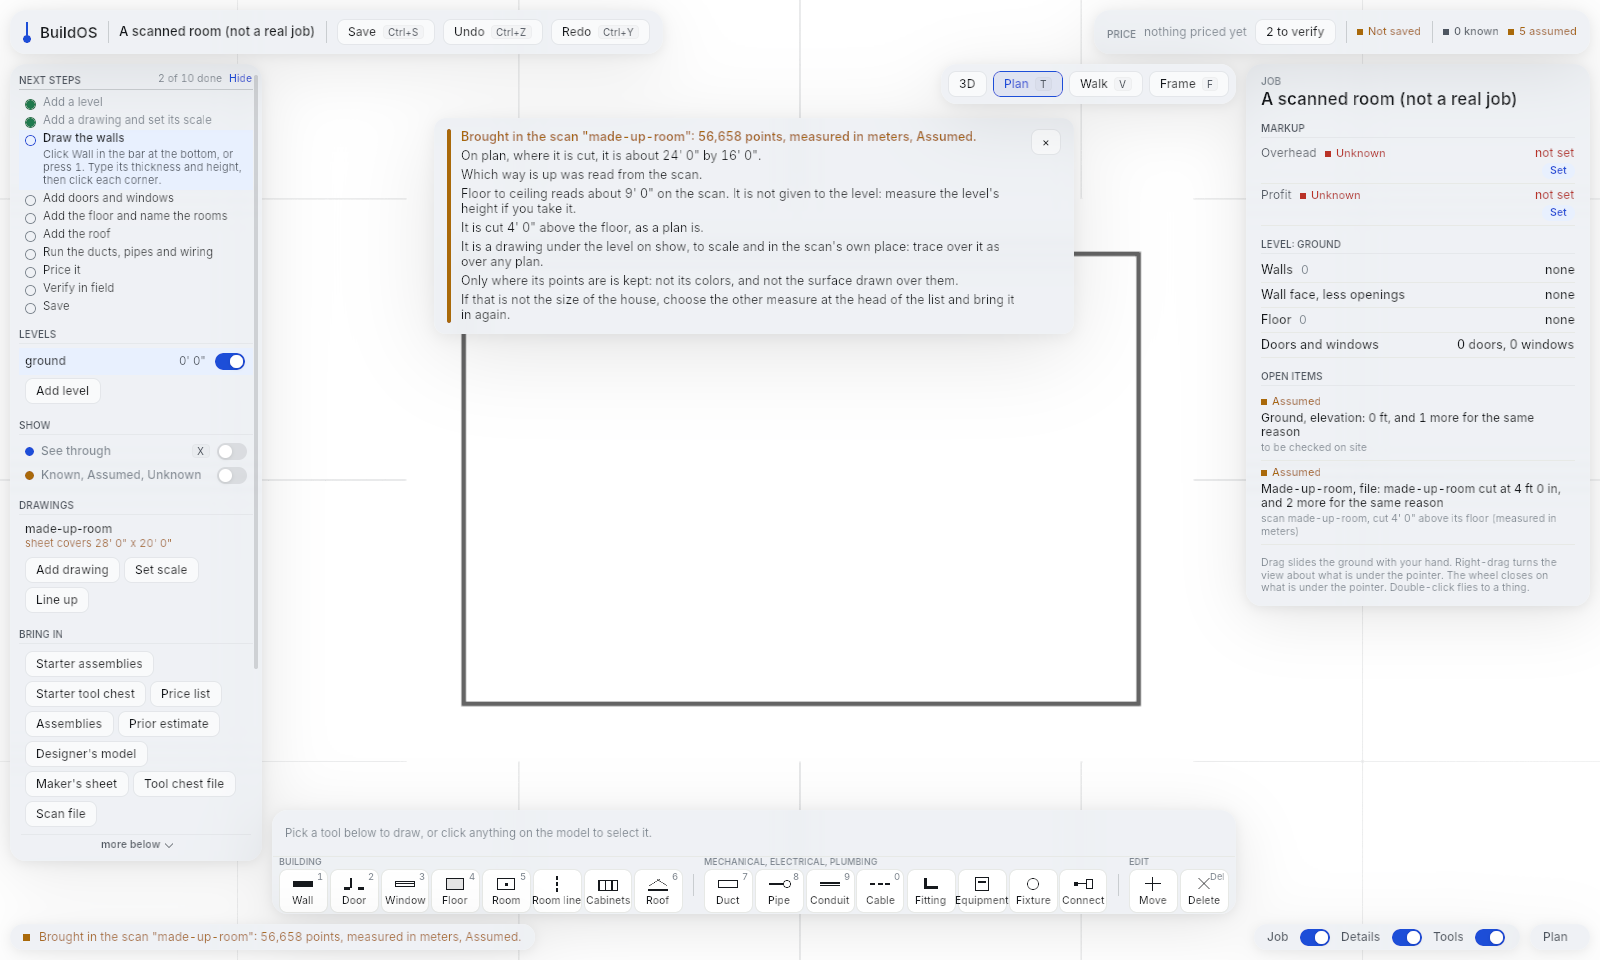 BuildOS
A scanned room (not a real job)
Save Ctrl+S
Undo Ctrl+Z
Redo Ctrl+Y
PRICE nothing priced yet
2 to verify
Not saved
0 known
5 assumed
3D
Plan T
Walk V
Frame F
NEXT STEPS 2 of 10 done Hide
Add a level
Add a drawing and set its scale
Draw the walls
Click Wall in the bar at the bottom, or
press 1. Type its thickness and height,
then click each corner.
Add doors and windows
Add the floor and name the rooms
Add the roof
Run the ducts, pipes and wiring
Price it
Verify in field
Save
LEVELS
ground 0' 0"
Add level
SHOW
See through X
Known, Assumed, Unknown
DRAWINGS
made-up-room
sheet covers 28' 0" x 20' 0"
Add drawing Set scale
Line up
BRING IN
Starter assemblies
Starter tool chest Price list
Assemblies Prior estimate
Designer's model
Maker's sheet Tool chest file
Scan file
more below
Brought in the scan "made-up-room": 56,658 points, measured in meters, Assumed.
×
On plan, where it is cut, it is about 24' 0" by 16' 0".
Which way is up was read from the scan.
Floor to ceiling reads about 9' 0" on the scan. It is not given to the level: measure the level's
height if you take it.
It is cut 4' 0" above the floor, as a plan is.
It is a drawing under the level on show, to scale and in the scan's own place: trace over it as
over any plan.
Only where its points are is kept: not its colors, and not the surface drawn over them.
If that is not the size of the house, choose the other measure at the head of the list and bring it
in again.
JOB
A scanned room (not a real job)
MARKUP
Overhead Unknown not set
Set
Profit Unknown not set
Set
LEVEL: GROUND
Walls 0 none
Wall face, less openings none
Floor 0 none
Doors and windows 0 doors, 0 windows
OPEN ITEMS
Assumed
Ground, elevation: 0 ft, and 1 more for the same
reason
to be checked on site
Assumed
Made-up-room, file: made-up-room cut at 4 ft 0 in,
and 2 more for the same reason
scan made-up-room, cut 4' 0" above its floor (measured in
meters)
Drag slides the ground with your hand. Right-drag turns the
view about what is under the pointer. The wheel closes on
what is under the pointer. Double-click flies to a thing.
Pick a tool below to draw, or click anything on the model to select it.
BUILDING
1 Wall
2 Door
3 Window
4 Floor
5 Room
Room line
Cabinets
6 Roof
MECHANICAL, ELECTRICAL, PLUMBING
7 Duct
8 Pipe
9 Conduit
0 Cable
Fitting
Equipment
Fixture
Connect
EDIT
Move
Del Delete
Brought in the scan "made-up-room": 56,658 points, measured in meters, Assumed.
Job Details Tools Plan